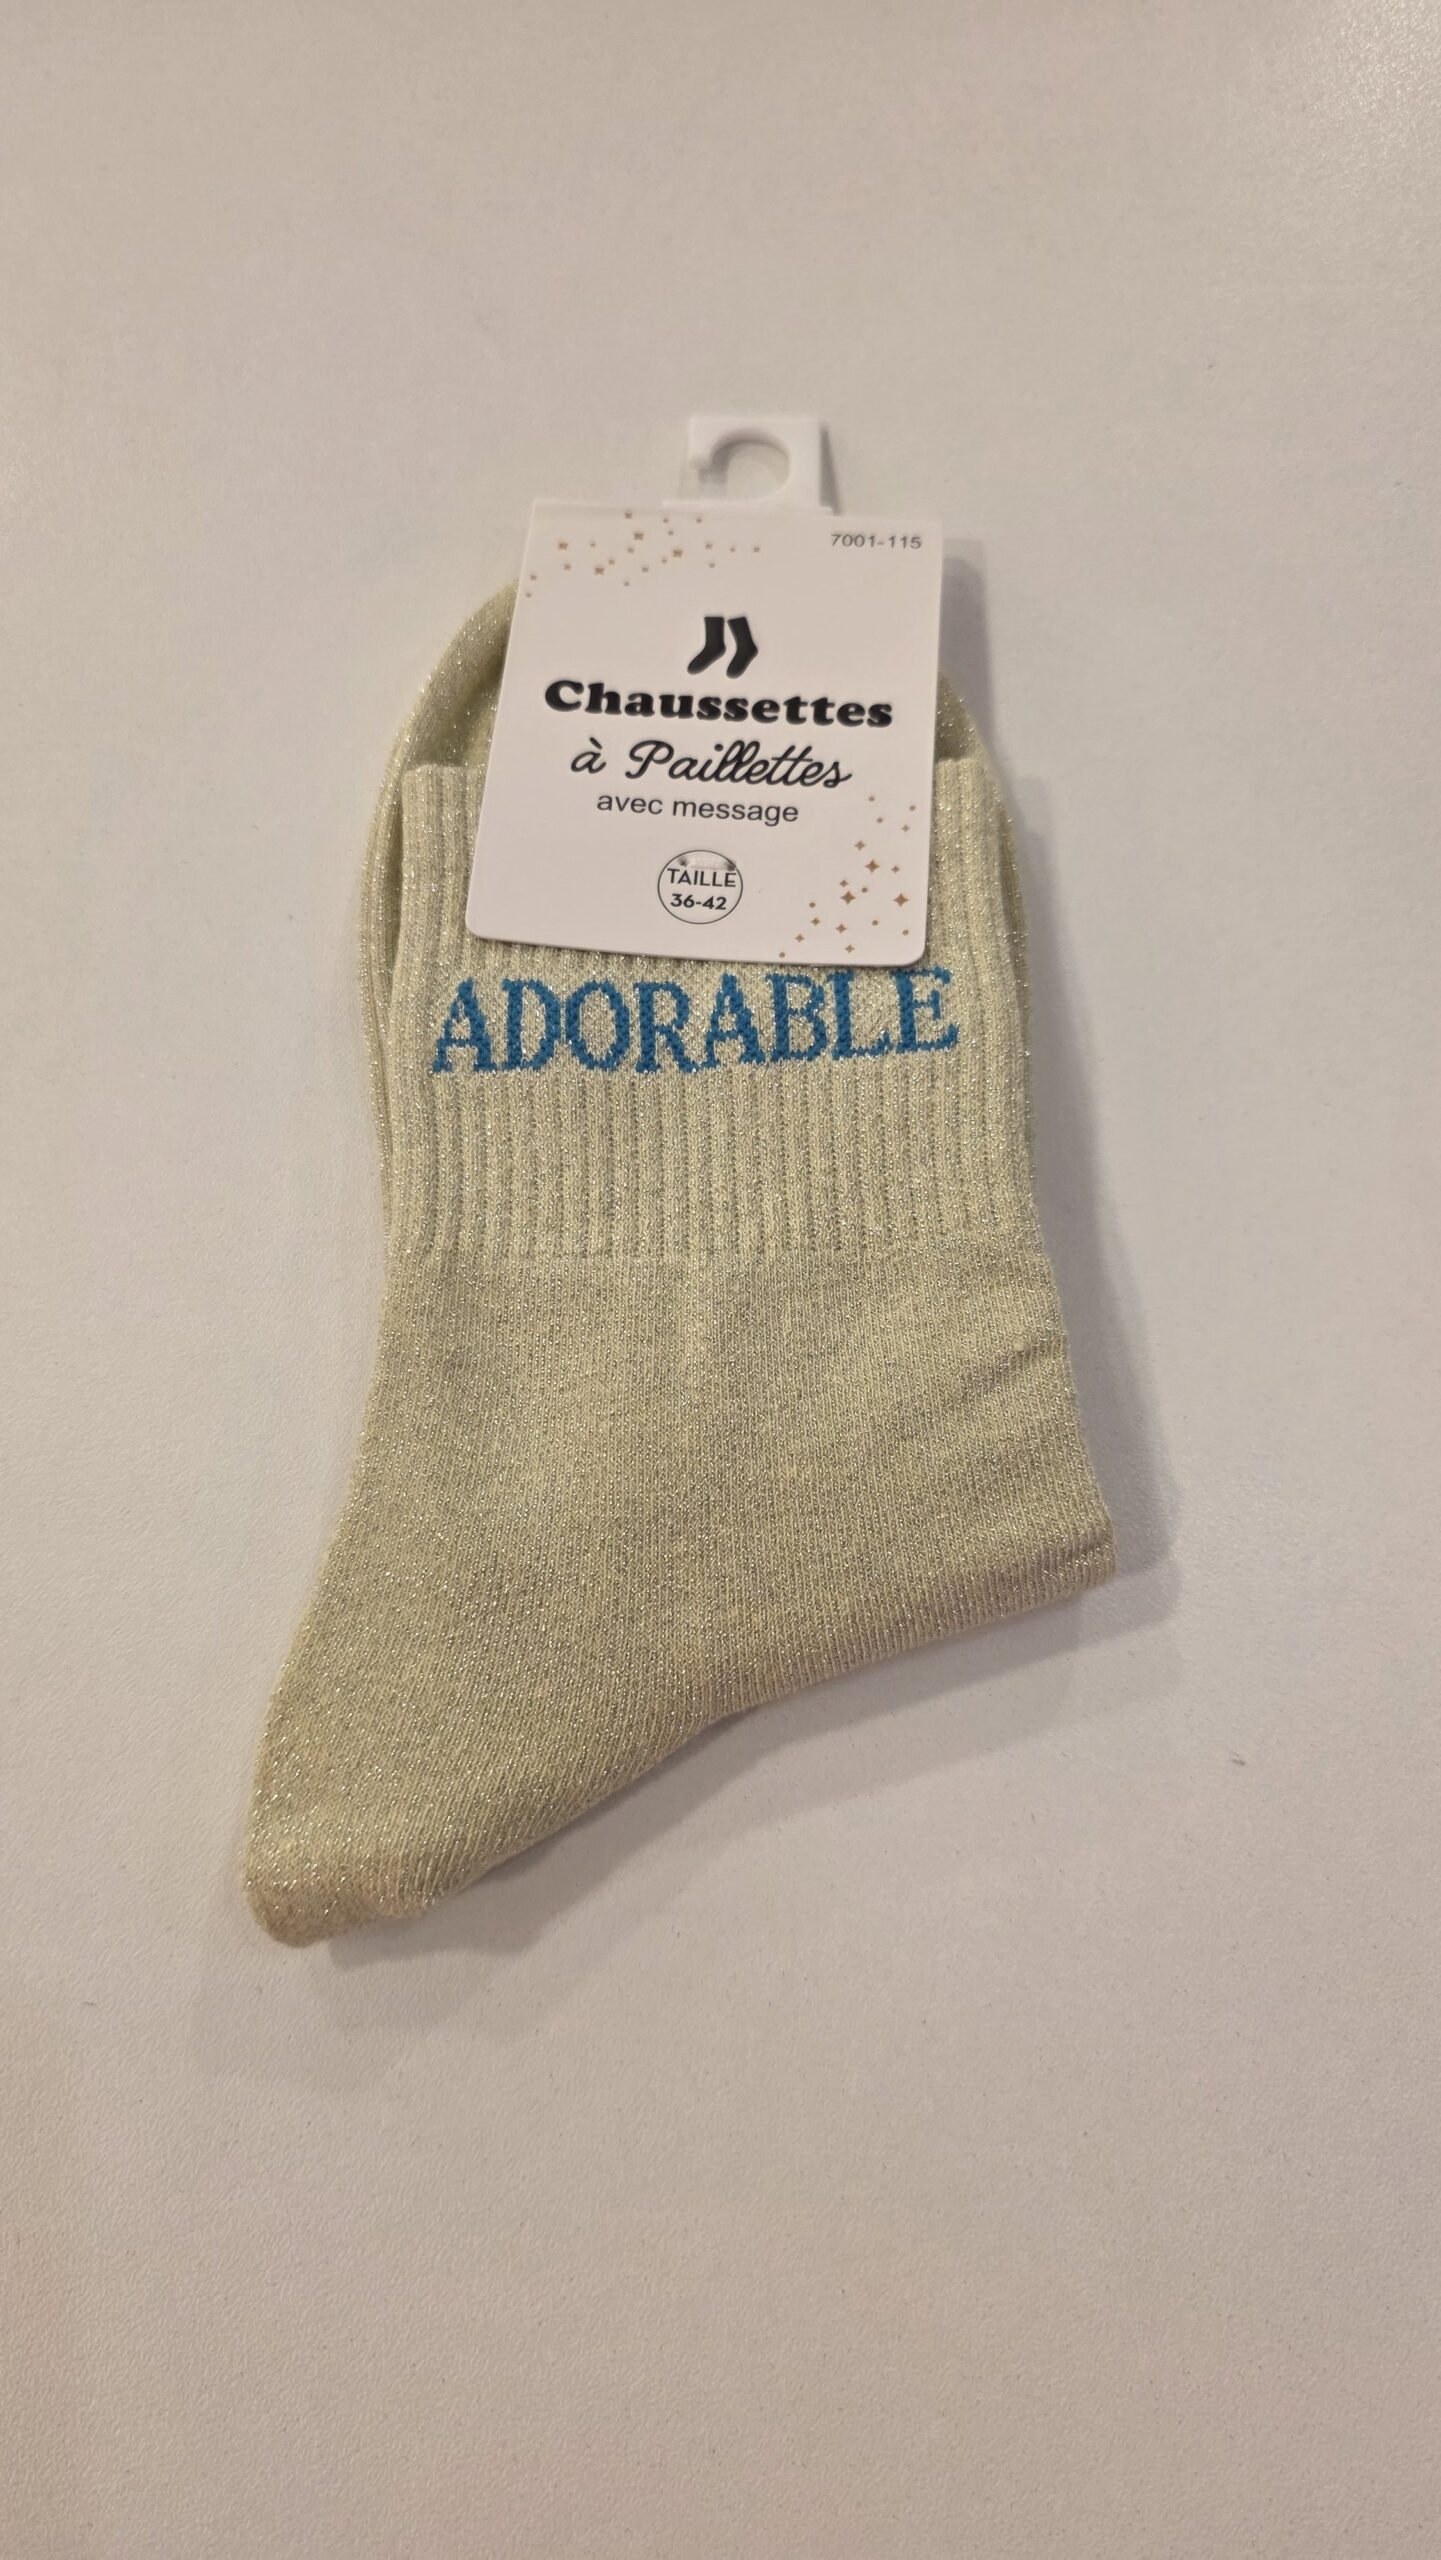 7001-115
Chaussettes
à Paillettes
avec message
TAILLE
36-42
ADORABLE